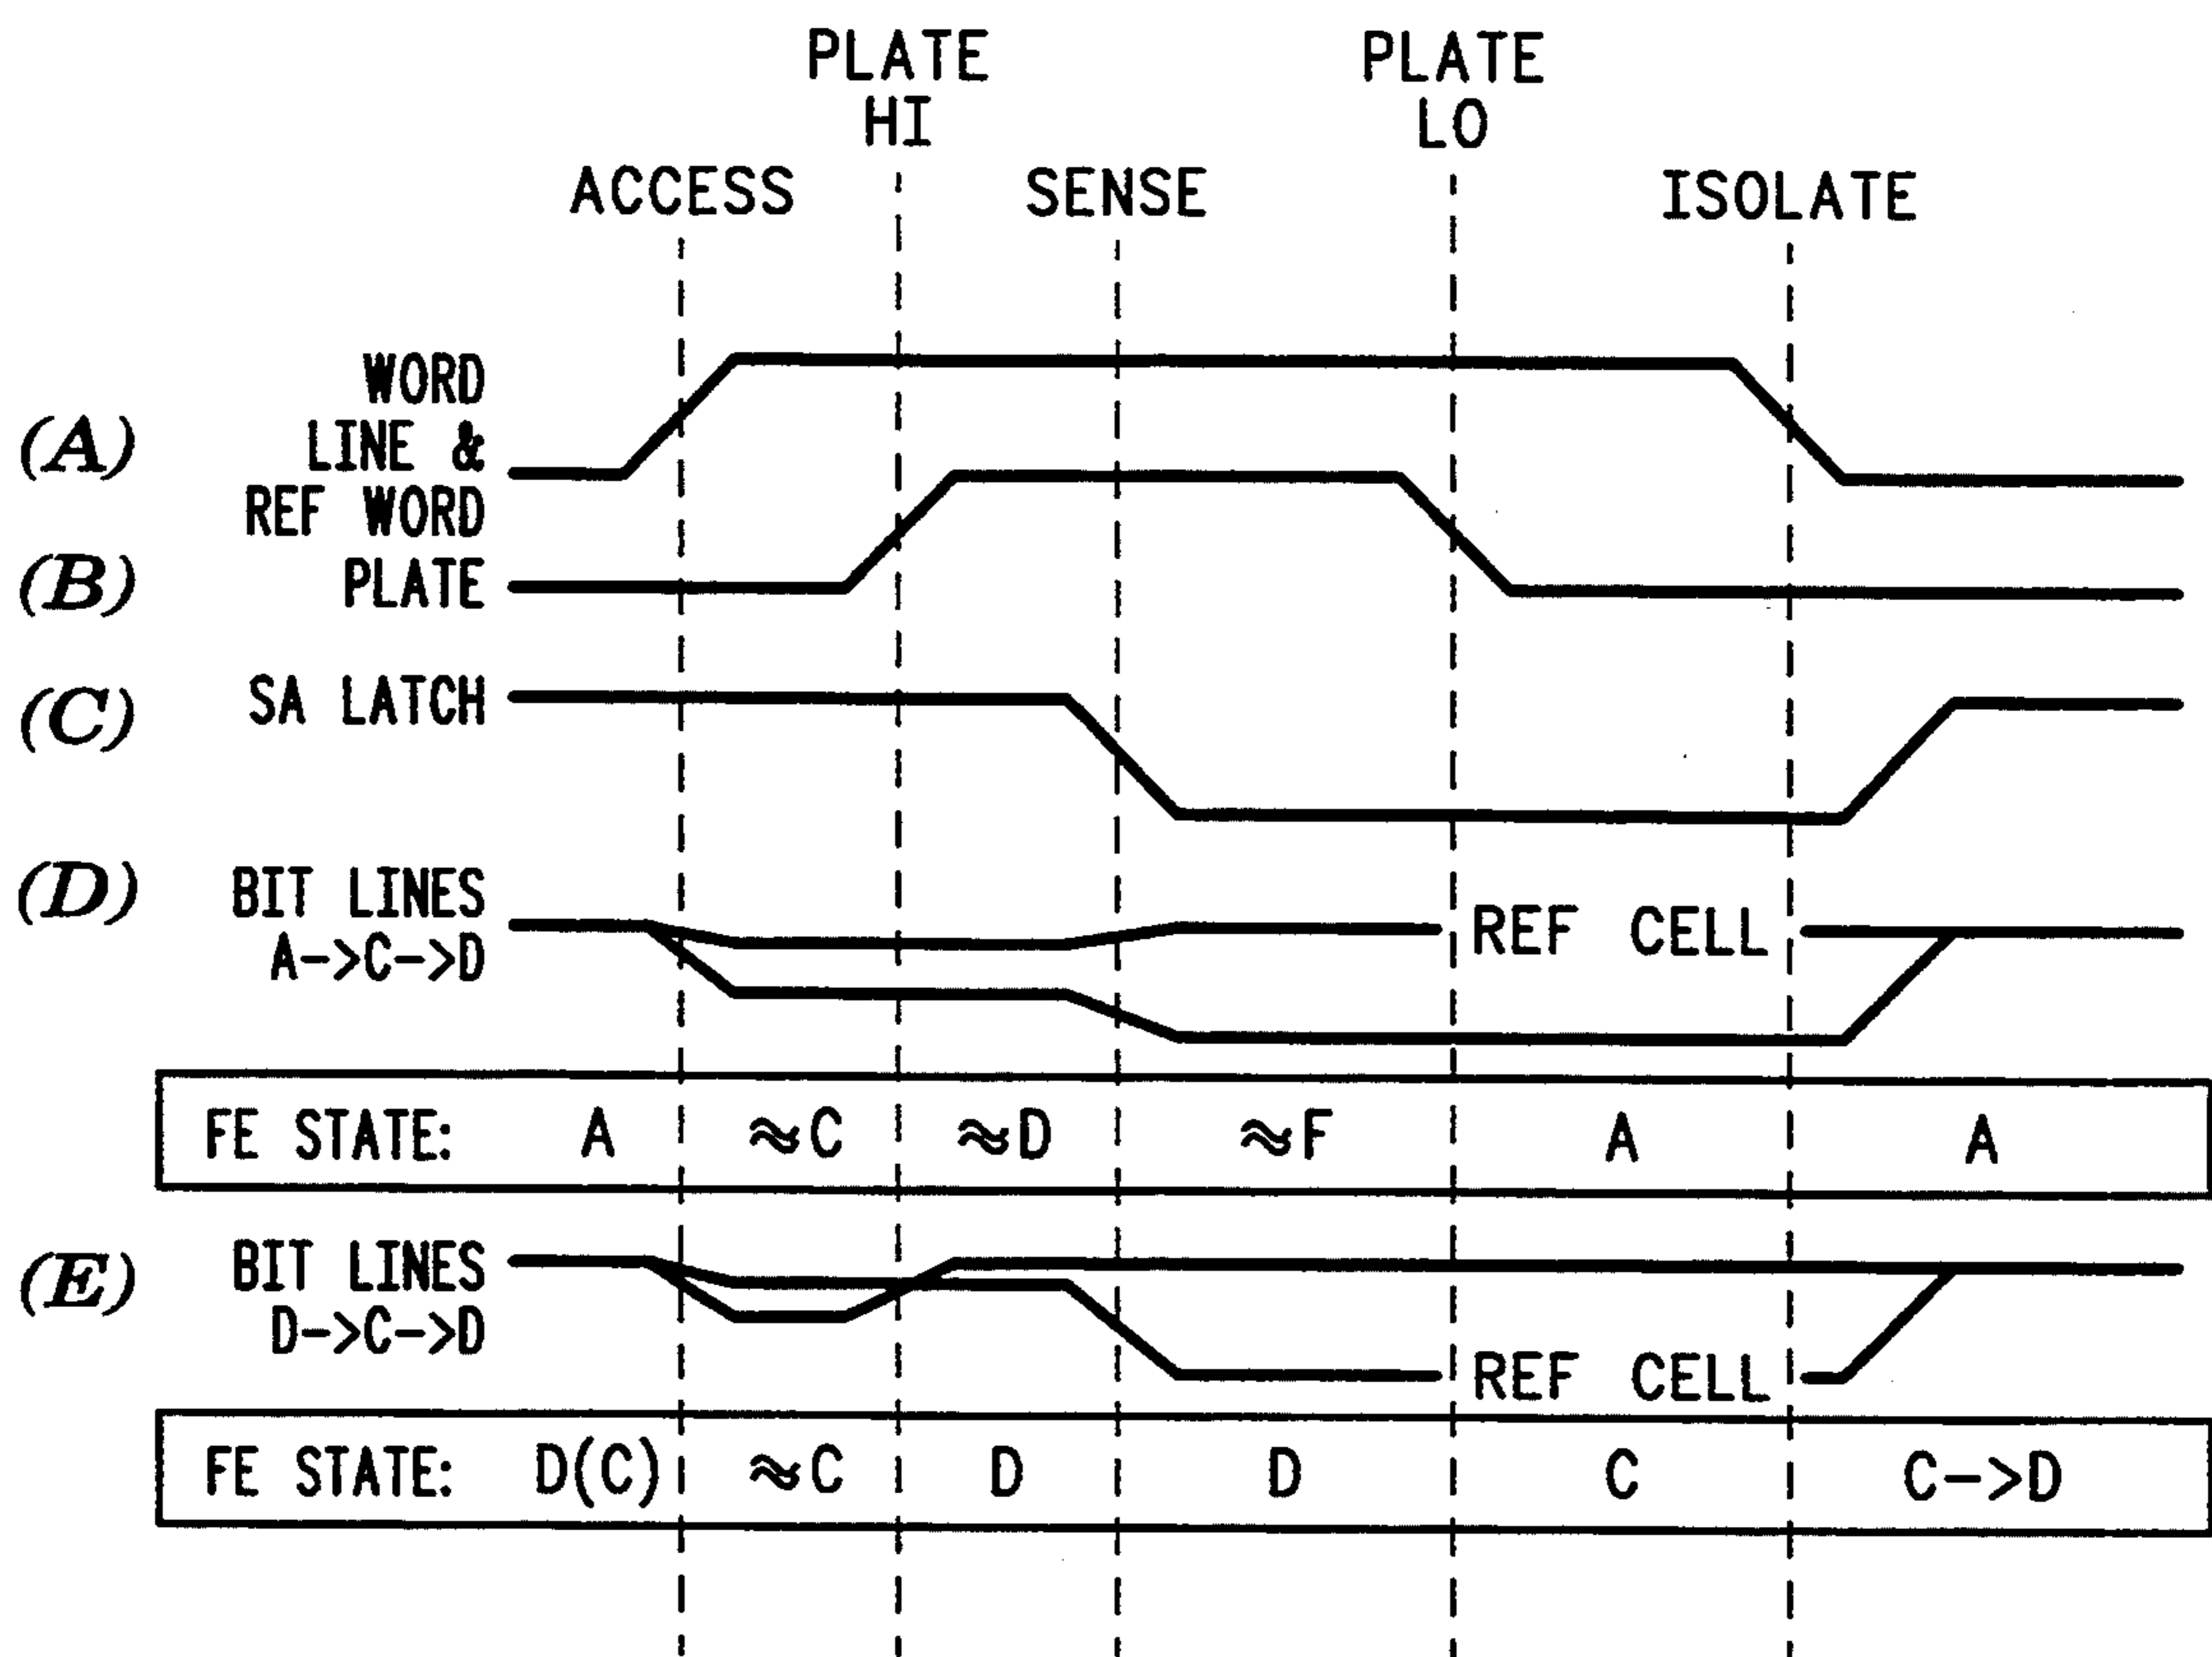 PLATE
HI
PLATE
LO
ACCESS
SENSE
ISOLATE
(A)
WORD
LINE &
REF WORD
(B)
PLATE
(C)
SA LATCH
(D)
BIT LINES
A->C->D
REF CELL
FE STATE: A ≈C ≈D ≈F A A
(E)
BIT LINES
D->C->D
REF CELL
FE STATE: D(C) ≈C D D C C->D